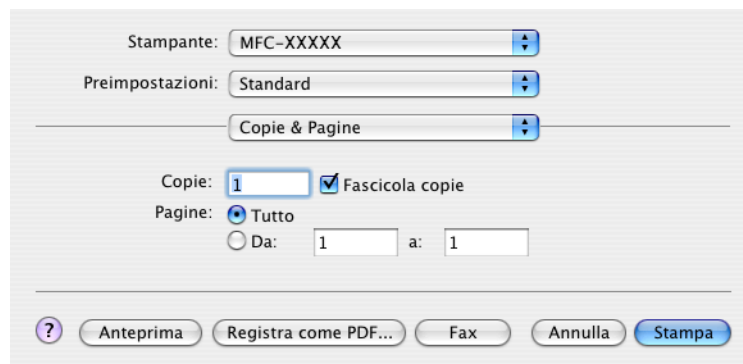 Stampante: MFC-XXXXX
Preimpostazioni: Standard
Copie & Pagine
Copie: 1 Fascicola copie
Pagine: Tutto
Da: 1 a: 1
? Anteprima Registra come PDF... Fax Annulla Stampa